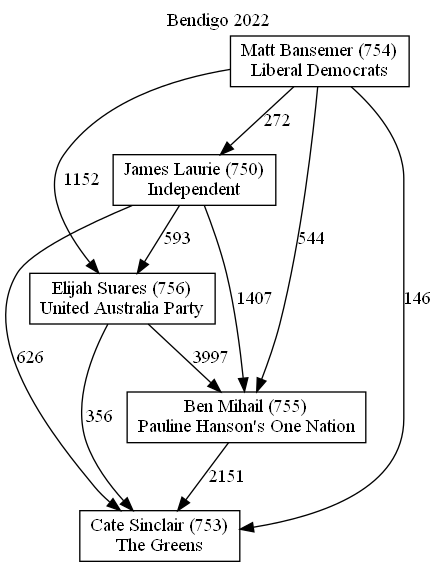 Bendigo 2022
Matt Bansemer (754)
Liberal Democrats
272
James Laurie (750)
Independent
1152
593
544
1407
146
Elijah Suares (756)
United Australia Party
626
3997
356
Ben Mihail (755)
Pauline Hanson's One Nation
2151
Cate Sinclair (753)
The Greens